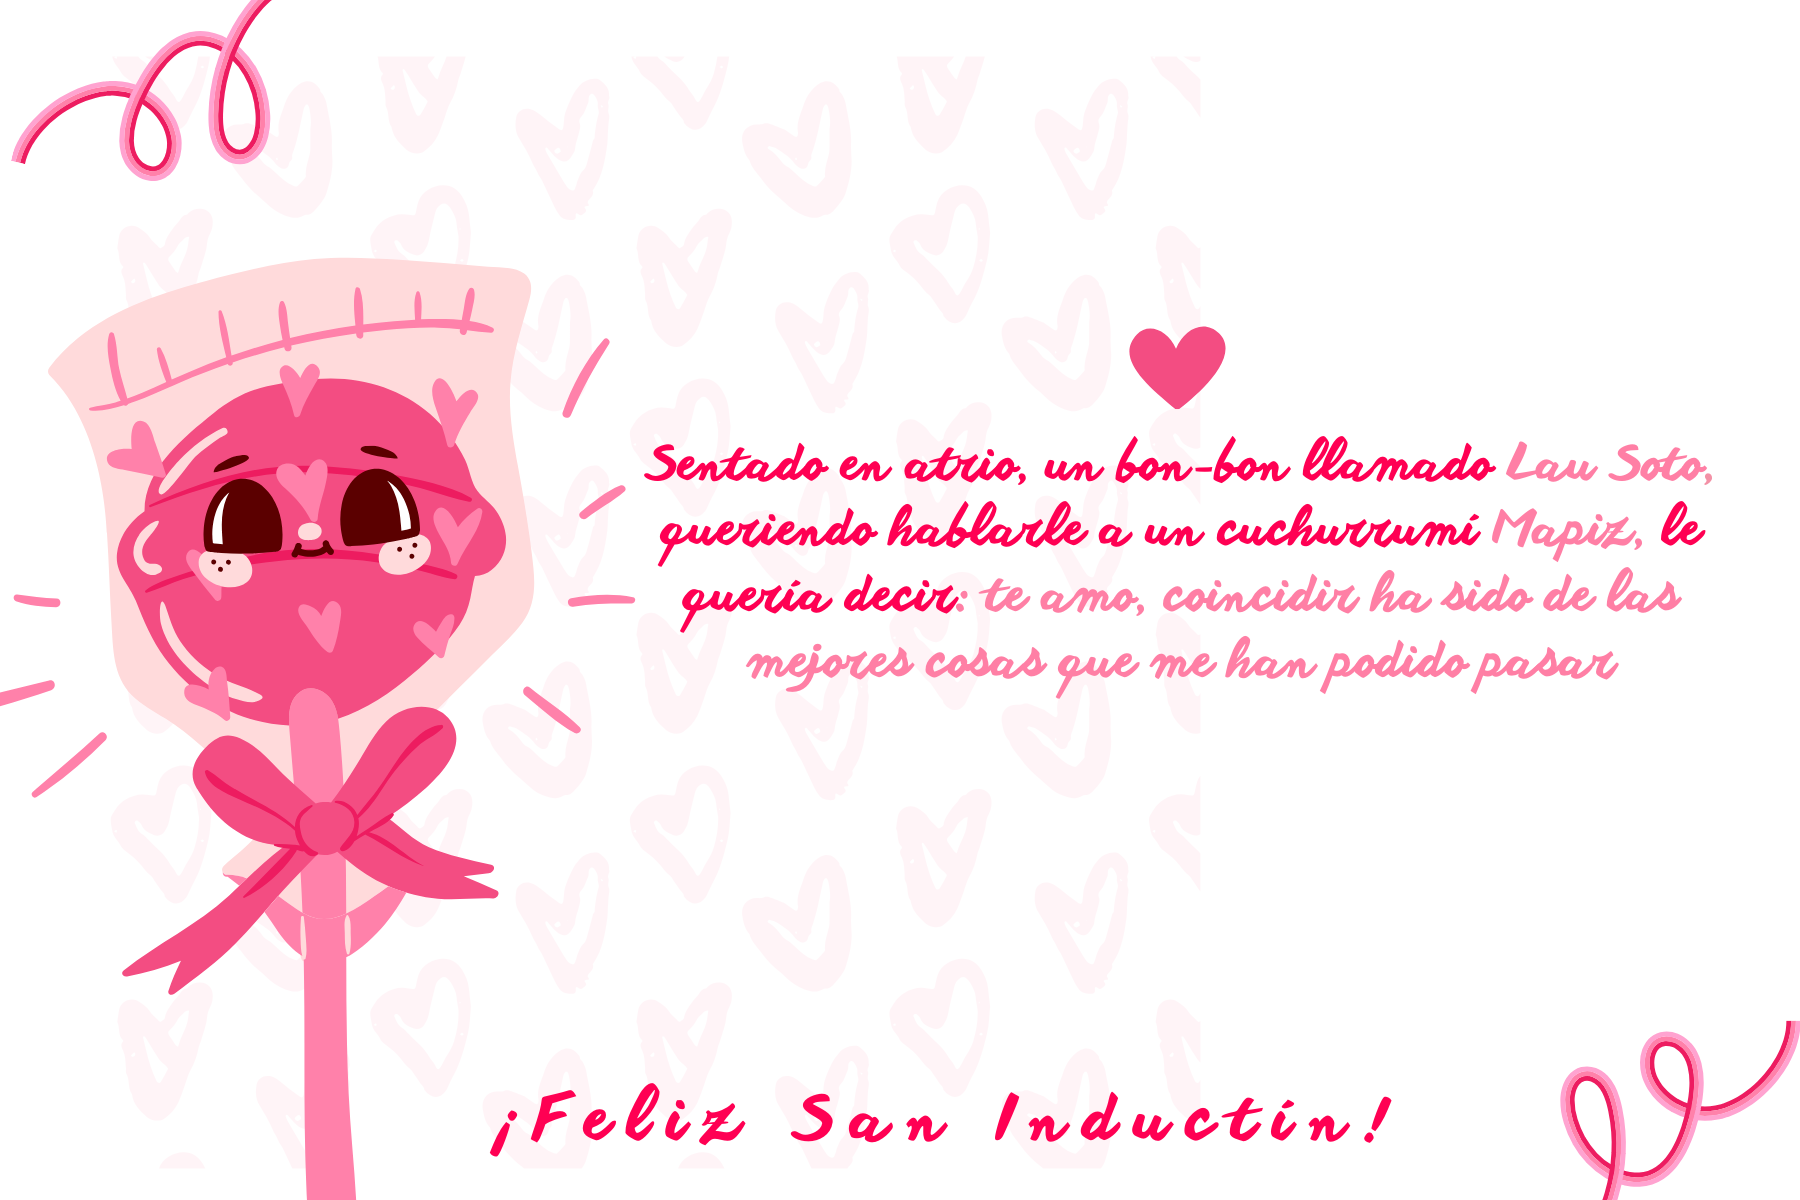 Sentado en atrio, un bon-bon llamado Lau Soto,
queriendo hablarle a un cuchurrumí Mapiz, le
quería decir: te amo, coincidir ha sido de las
mejores cosas que me han podido pasar
¡Feliz San Inductín!